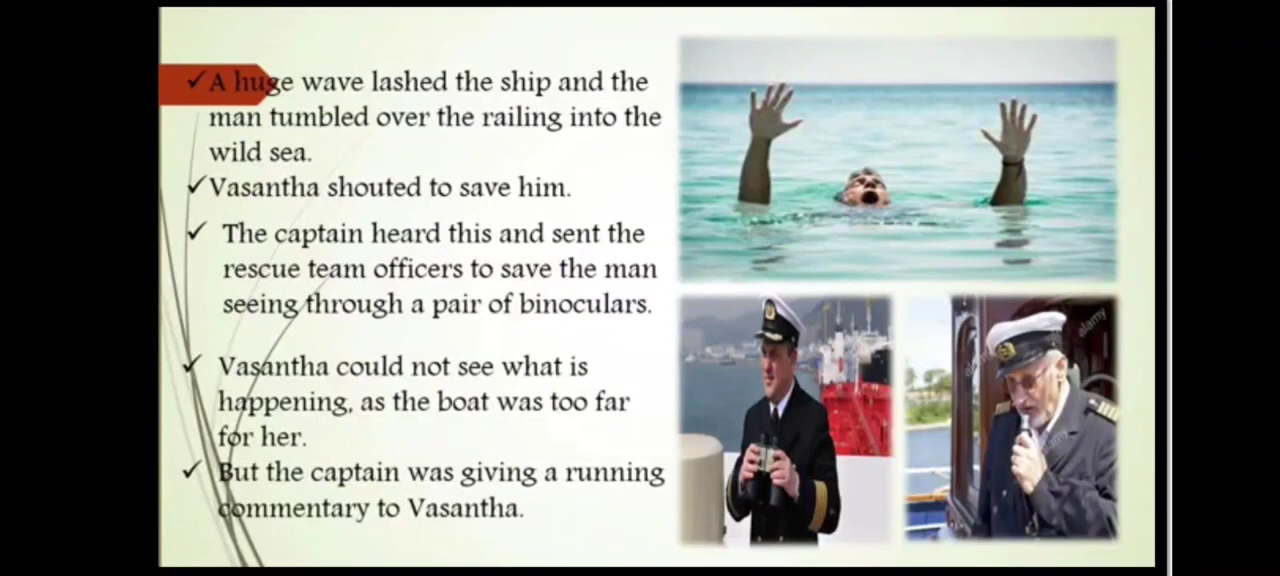 ✓A huge wave lashed the ship and the
man tumbled over the railing into the
wild sea.
✓Vasantha shouted to save him.
✓ The captain heard this and sent the
rescue team officers to save the man
seeing through a pair of binoculars.
✓ Vasantha could not see what is
happening, as the boat was too far
for her.
✓ But the captain was giving a running
commentary to Vasantha.
alamy
alamy
alamy